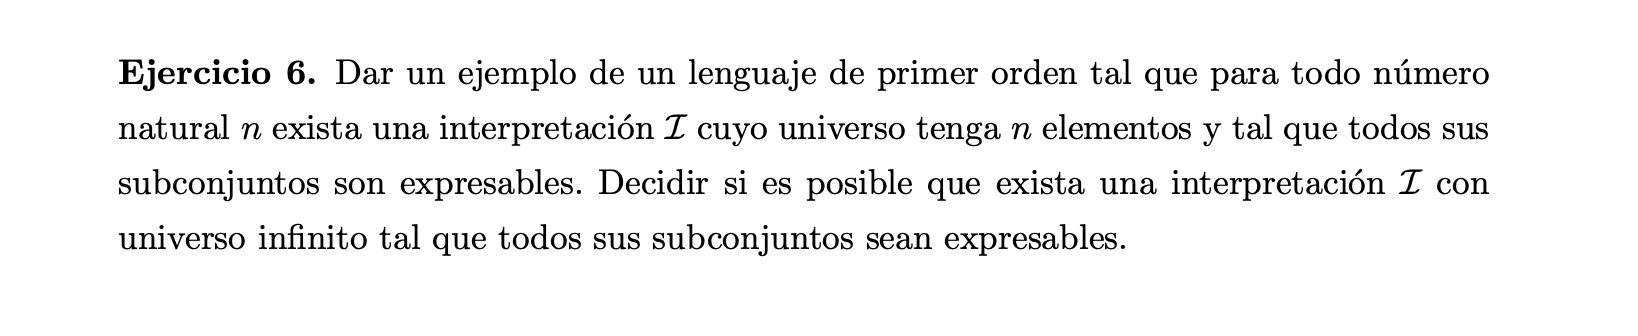 Ejercicio 6. Dar un ejemplo de un lenguaje de primer orden tal que para todo número
natural n exista una interpretación ℐ cuyo universo tenga n elementos y tal que todos sus
subconjuntos son expresables. Decidir si es posible que exista una interpretación ℐ con
universo infinito tal que todos sus subconjuntos sean expresables.